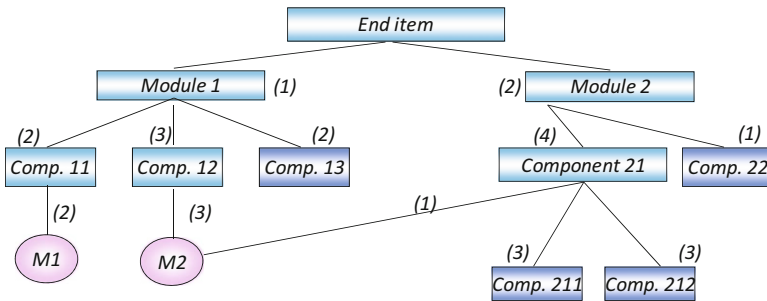 End item
Module 1 (1)
(2) Module 2
(2) (3) (2)
(4) (1)
Comp. 11 Comp. 12 Comp. 13
Component 21 Comp. 22
(2) (3) (1)
M1 M2
(3) (3)
Comp. 211 Comp. 212